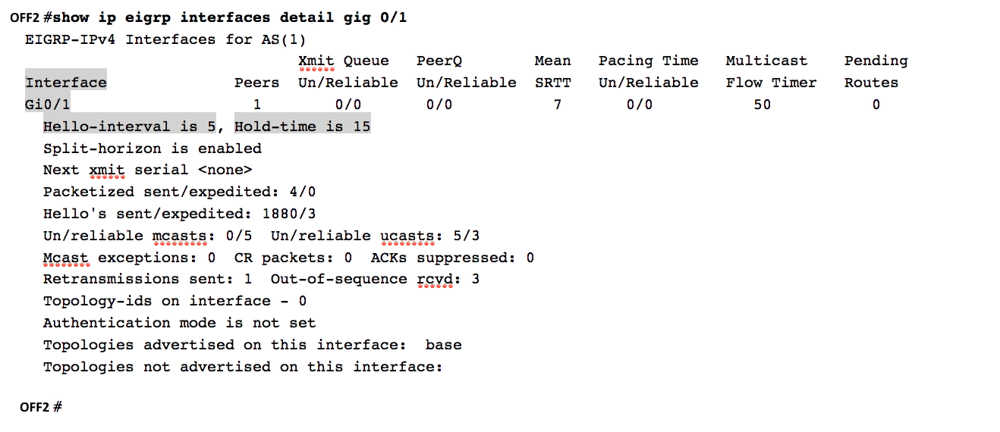 OFF2 #show ip eigrp interfaces detail gig 0/1
EIGRP-IPv4 Interfaces for AS(1)
Xmit Queue PeerQ Mean Pacing Time Multicast Pending
Interface Peers Un/Reliable Un/Reliable SRTT Un/Reliable Flow Timer Routes
Gi0/1 1 0/0 0/0 7 0/0 50 0
Hello-interval is 5, Hold-time is 15
Split-horizon is enabled
Next xmit serial <none>
Packetized sent/expedited: 4/0
Hello's sent/expedited: 1880/3
Un/reliable mcasts: 0/5 Un/reliable ucasts: 5/3
Mcast exceptions: 0 CR packets: 0 ACKs suppressed: 0
Retransmissions sent: 1 Out-of-sequence rcvd: 3
Topology-ids on interface - 0
Authentication mode is not set
Topologies advertised on this interface: base
Topologies not advertised on this interface:
OFF2 #